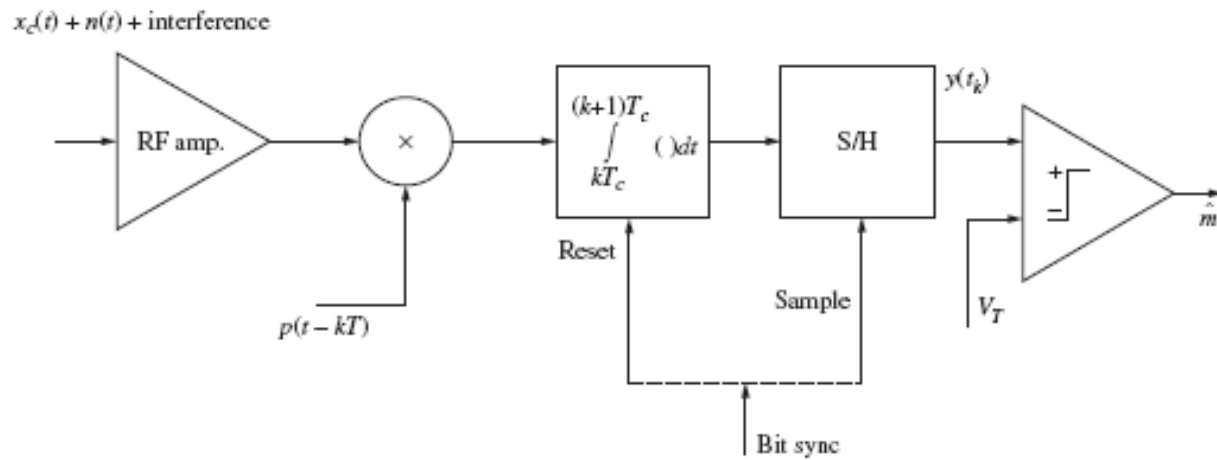 x_c(t) + n(t) + interference
RF amp.
×
p(t – kT)
(k+1)T_c
∫ ( )dt
kT_c
Reset
S/H
Sample
Bit sync
y(t_k)
+
–
V_T
m̂